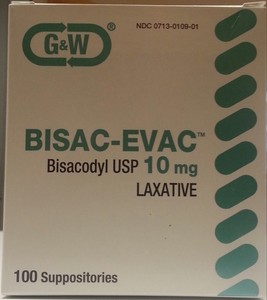 NDC 0713-0109-01
G&W®
BISAC-EVAC™
Bisacodyl USP 10 mg
LAXATIVE
100 Suppositories